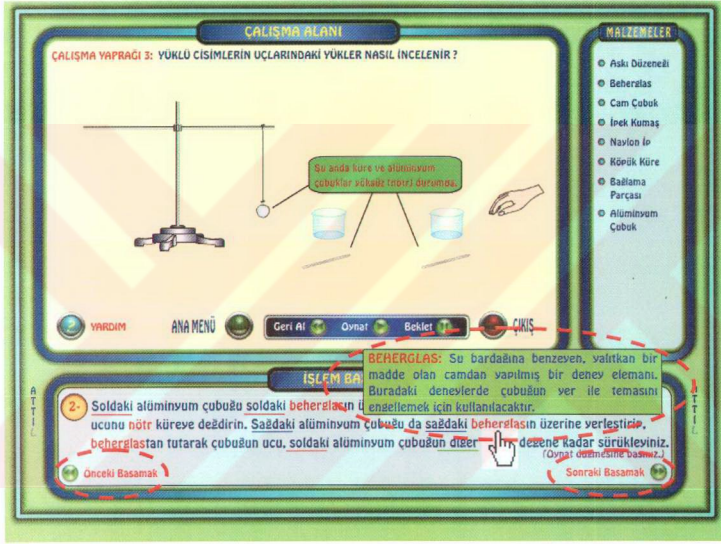 ÇALIŞMA ALANI
ÇALIŞMA YAPRAĞI 3: YÜKLÜ CİSİMLERİN UÇLARINDAKİ YÜKLER NASIL İNCELENİR ?
Şu anda küre ve alüminyum
çubuklar yüksüz (nötr) durumda.
YARDIM
ANA MENÜ
Geri Al
Oynat
Beklet
ÇIKIŞ
MALZEMELER
Askı Düzeneği
Beherglas
Cam Çubuk
İpek Kumaş
Naylon İp
Köpük Küre
Bağlama
Parçası
Alüminyum
Çubuk
BEHERGLAS: Su bardağına benzeyen, yalıtkan bir
madde olan camdan yapılmış bir deney elemanı.
Buradaki deneylerde çubuğun yer ile temasını
engellemek için kullanılacaktır.
İŞLEM BA
2- Soldaki alüminyum çubuğu soldaki beherglasın ü
ucunu nötr küreye değdirin. Sağdaki alüminyum çubuğu da sağdaki beherglasın üzerine yerleştirip,
beherglastan tutarak çubuğun ucu, soldaki alüminyum çubuğun diğer değene kadar sürükleyiniz.
(Oynat düğmesine basınız.)
Önceki Basamak
Sonraki Basamak